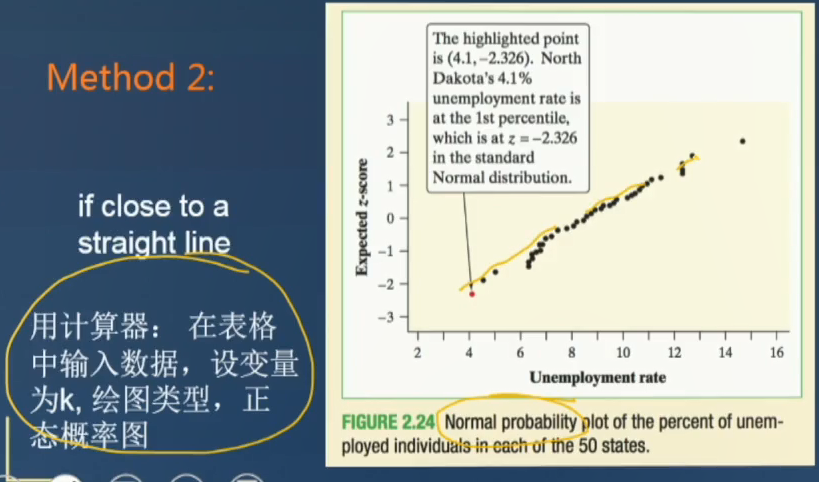 Method 2:
if close to a
straight line
用计算器： 在表格
中输入数据，设变量
为k, 绘图类型，正
态概率图
The highlighted point
is (4.1, −2.326). North
Dakota's 4.1%
unemployment rate is
at the 1st percentile,
which is at z = −2.326
in the standard
Normal distribution.
3
2
1
0
−1
−2
−3
Expected z-score
2 4 6 8 10 12 14 16
Unemployment rate
FIGURE 2.24 Normal probability plot of the percent of unem-
ployed individuals in each of the 50 states.